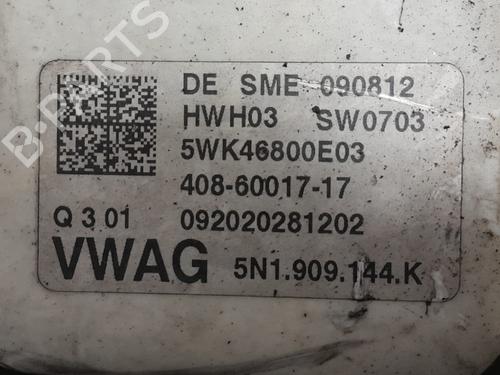 DE SME 090812
HWH03 SW0703
5WK46800E03
408-60017-17
Q 3 01 092020281202
VWAG 5N1.909.144.K
B-PARTS